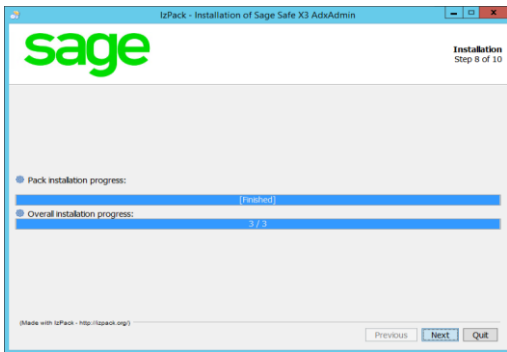 IzPack - Installation of Sage Safe X3 AdxAdmin
sage
Installation
Step 8 of 10
Pack installation progress:
[Finished]
Overall installation progress:
3 / 3
(Made with IzPack - http://izpack.org/)
Previous Next Quit